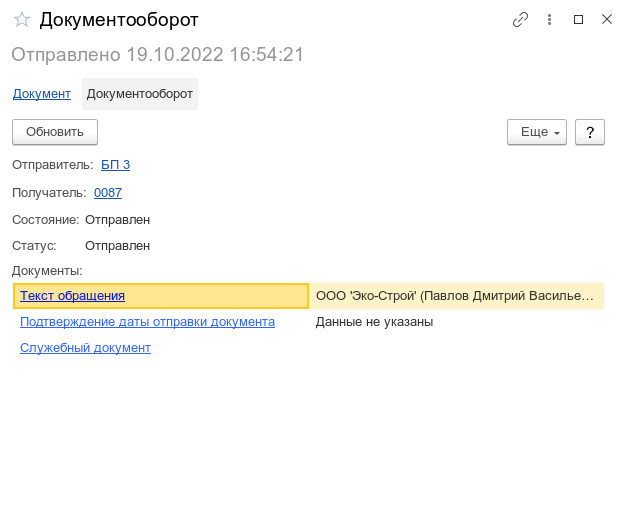 Документооборот
Отправлено 19.10.2022 16:54:21
Документ Документооборот
Обновить Еще ?
Отправитель: БП 3
Получатель: 0087
Состояние: Отправлен
Статус: Отправлен
Документы:
Текст обращения ООО 'Эко-Строй' (Павлов Дмитрий Василье…
Подтверждение даты отправки документа Данные не указаны
Служебный документ